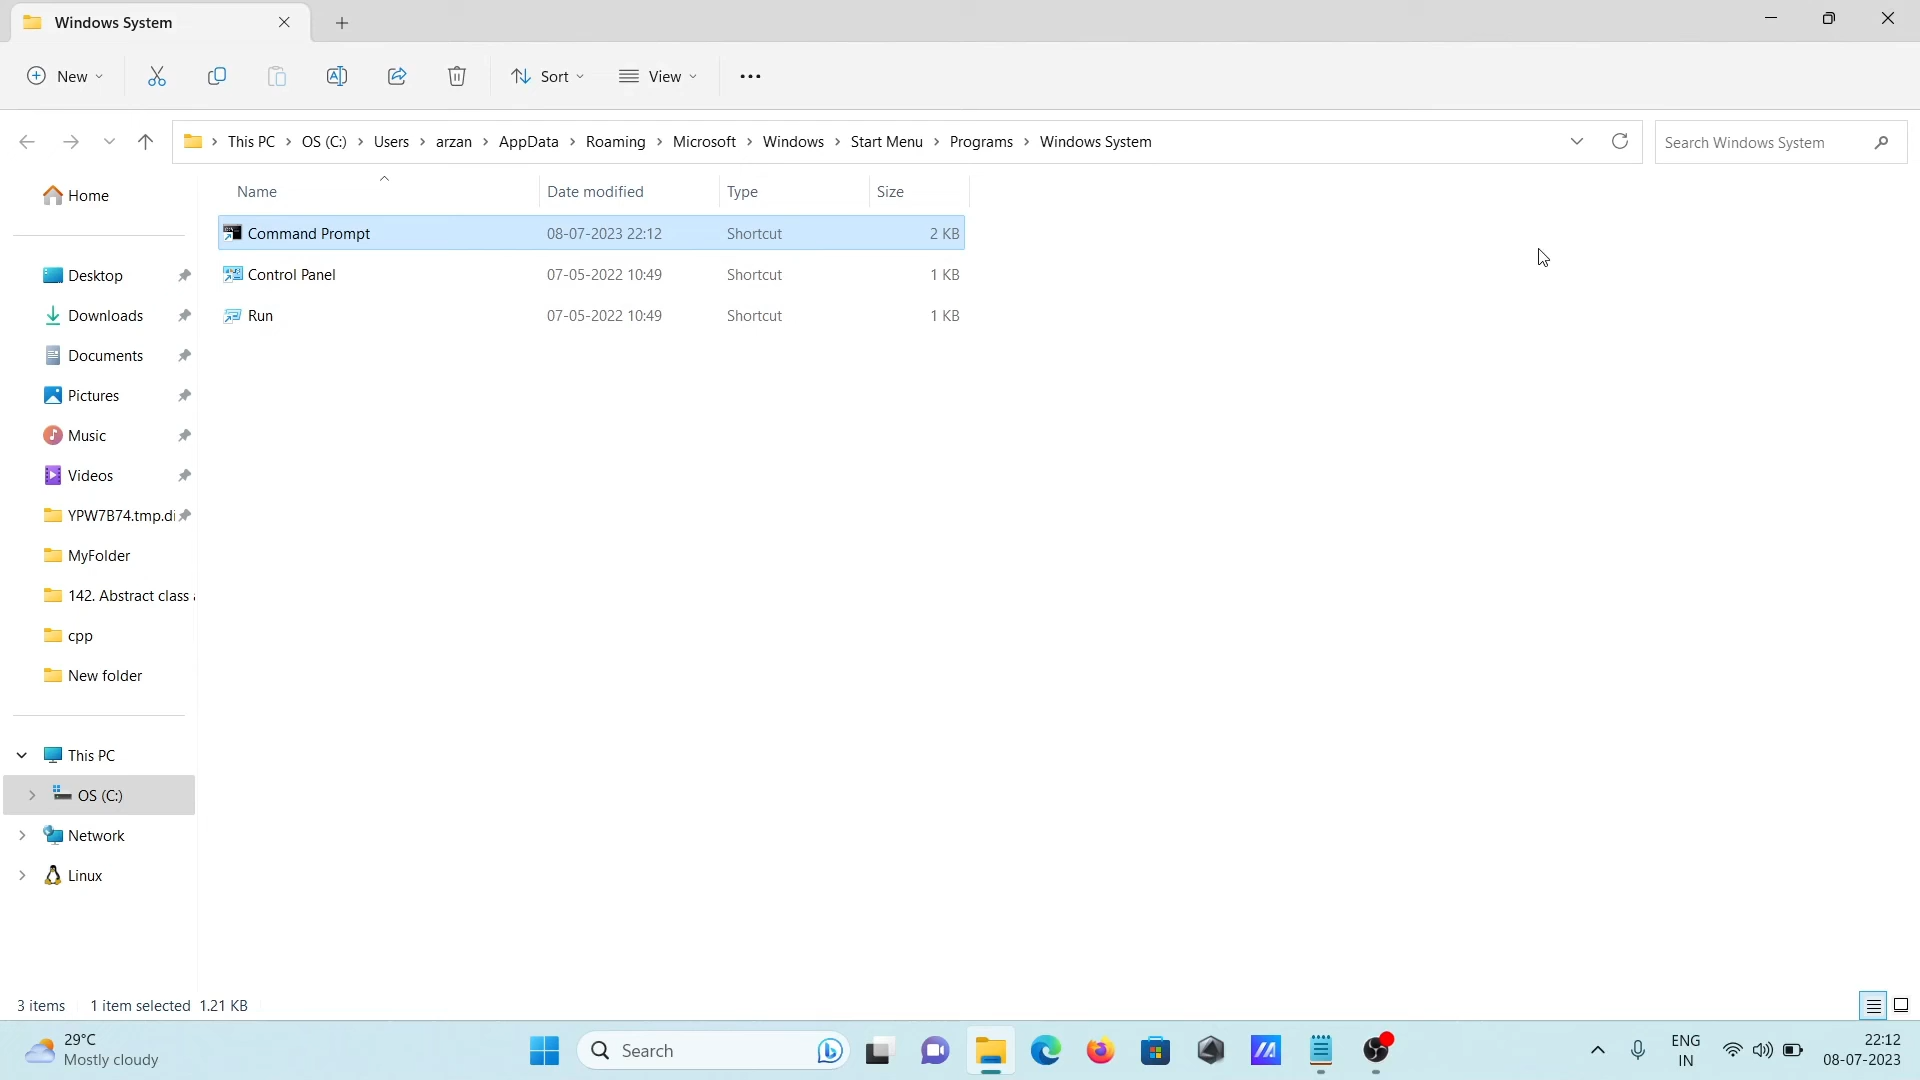 Windows System
New
Sort
View
This PC
OS (C:)
Users
arzan
AppData
Roaming
Microsoft
Windows
Start Menu
Programs
Windows System
Search Windows System
Name Date modified Type Size
Command Prompt 08-07-2023 22:12 Shortcut 2 KB
Control Panel 07-05-2022 10:49 Shortcut 1 KB
Run 07-05-2022 10:49 Shortcut 1 KB
Home
Desktop
Downloads
Documents
Pictures
Music
Videos
YPW7B74.tmp.di
MyFolder
142. Abstract class
cpp
New folder
This PC
OS (C:)
Network
Linux
3 items 1 item selected 1.21 KB
29°C
Mostly cloudy
Search
ENG
IN
22:12
08-07-2023